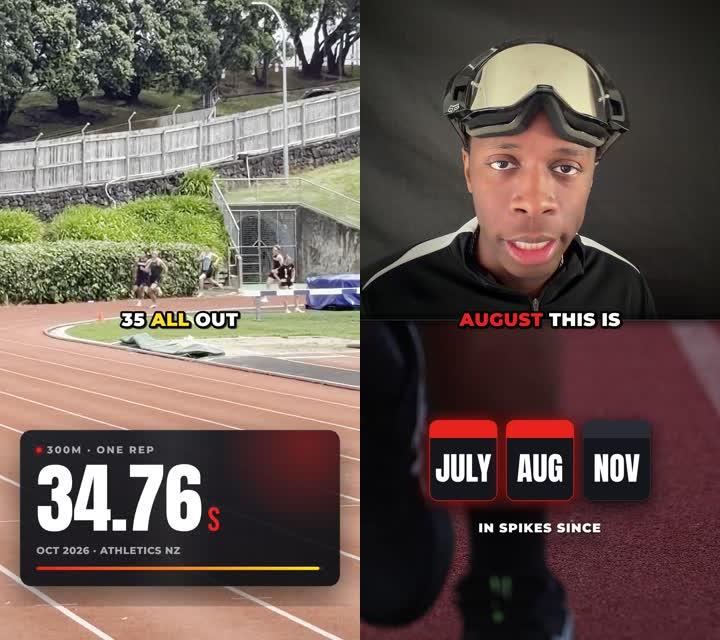 35 ALL OUT
300M · ONE REP
34.76S
OCT 2026 · ATHLETICS NZ
FOX
AUGUST THIS IS
JULY
AUG
NOV
IN SPIKES SINCE